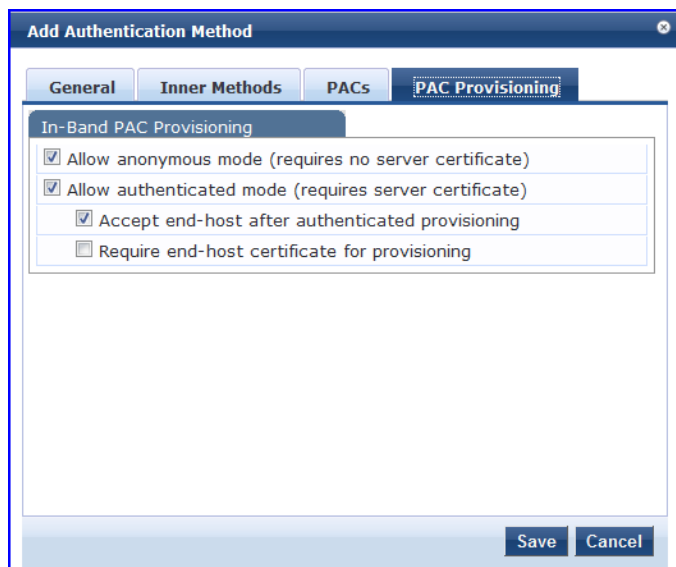 Add Authentication Method
General Inner Methods PACs PAC Provisioning
In-Band PAC Provisioning
Allow anonymous mode (requires no server certificate)
Allow authenticated mode (requires server certificate)
Accept end-host after authenticated provisioning
Require end-host certificate for provisioning
Save Cancel